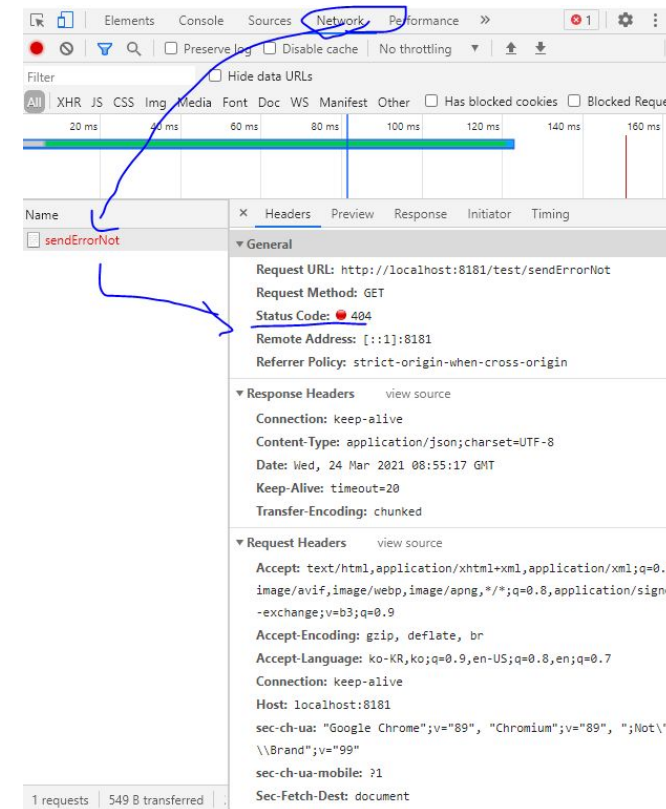 Elements Console Sources Network Performance » 1
Preserve log Disable cache No throttling ▼
Filter Hide data URLs
All XHR JS CSS Img Media Font Doc WS Manifest Other Has blocked cookies Blocked Reque
20 ms 40 ms 60 ms 80 ms 100 ms 120 ms 140 ms 160 ms
Name × Headers Preview Response Initiator Timing
sendErrorNot
▼ General
Request URL: http://localhost:8181/test/sendErrorNot
Request Method: GET
Status Code: 404
Remote Address: [::1]:8181
Referrer Policy: strict-origin-when-cross-origin
▼ Response Headers view source
Connection: keep-alive
Content-Type: application/json;charset=UTF-8
Date: Wed, 24 Mar 2021 08:55:17 GMT
Keep-Alive: timeout=20
Transfer-Encoding: chunked
▼ Request Headers view source
Accept: text/html,application/xhtml+xml,application/xml;q=0.
image/avif,image/webp,image/apng,*/*;q=0.8,application/sign
-exchange;v=b3;q=0.9
Accept-Encoding: gzip, deflate, br
Accept-Language: ko-KR,ko;q=0.9,en-US;q=0.8,en;q=0.7
Connection: keep-alive
Host: localhost:8181
sec-ch-ua: "Google Chrome";v="89", "Chromium";v="89", ";Not\"
\\Brand";v="99"
sec-ch-ua-mobile: ?1
Sec-Fetch-Dest: document
1 requests 549 B transferred